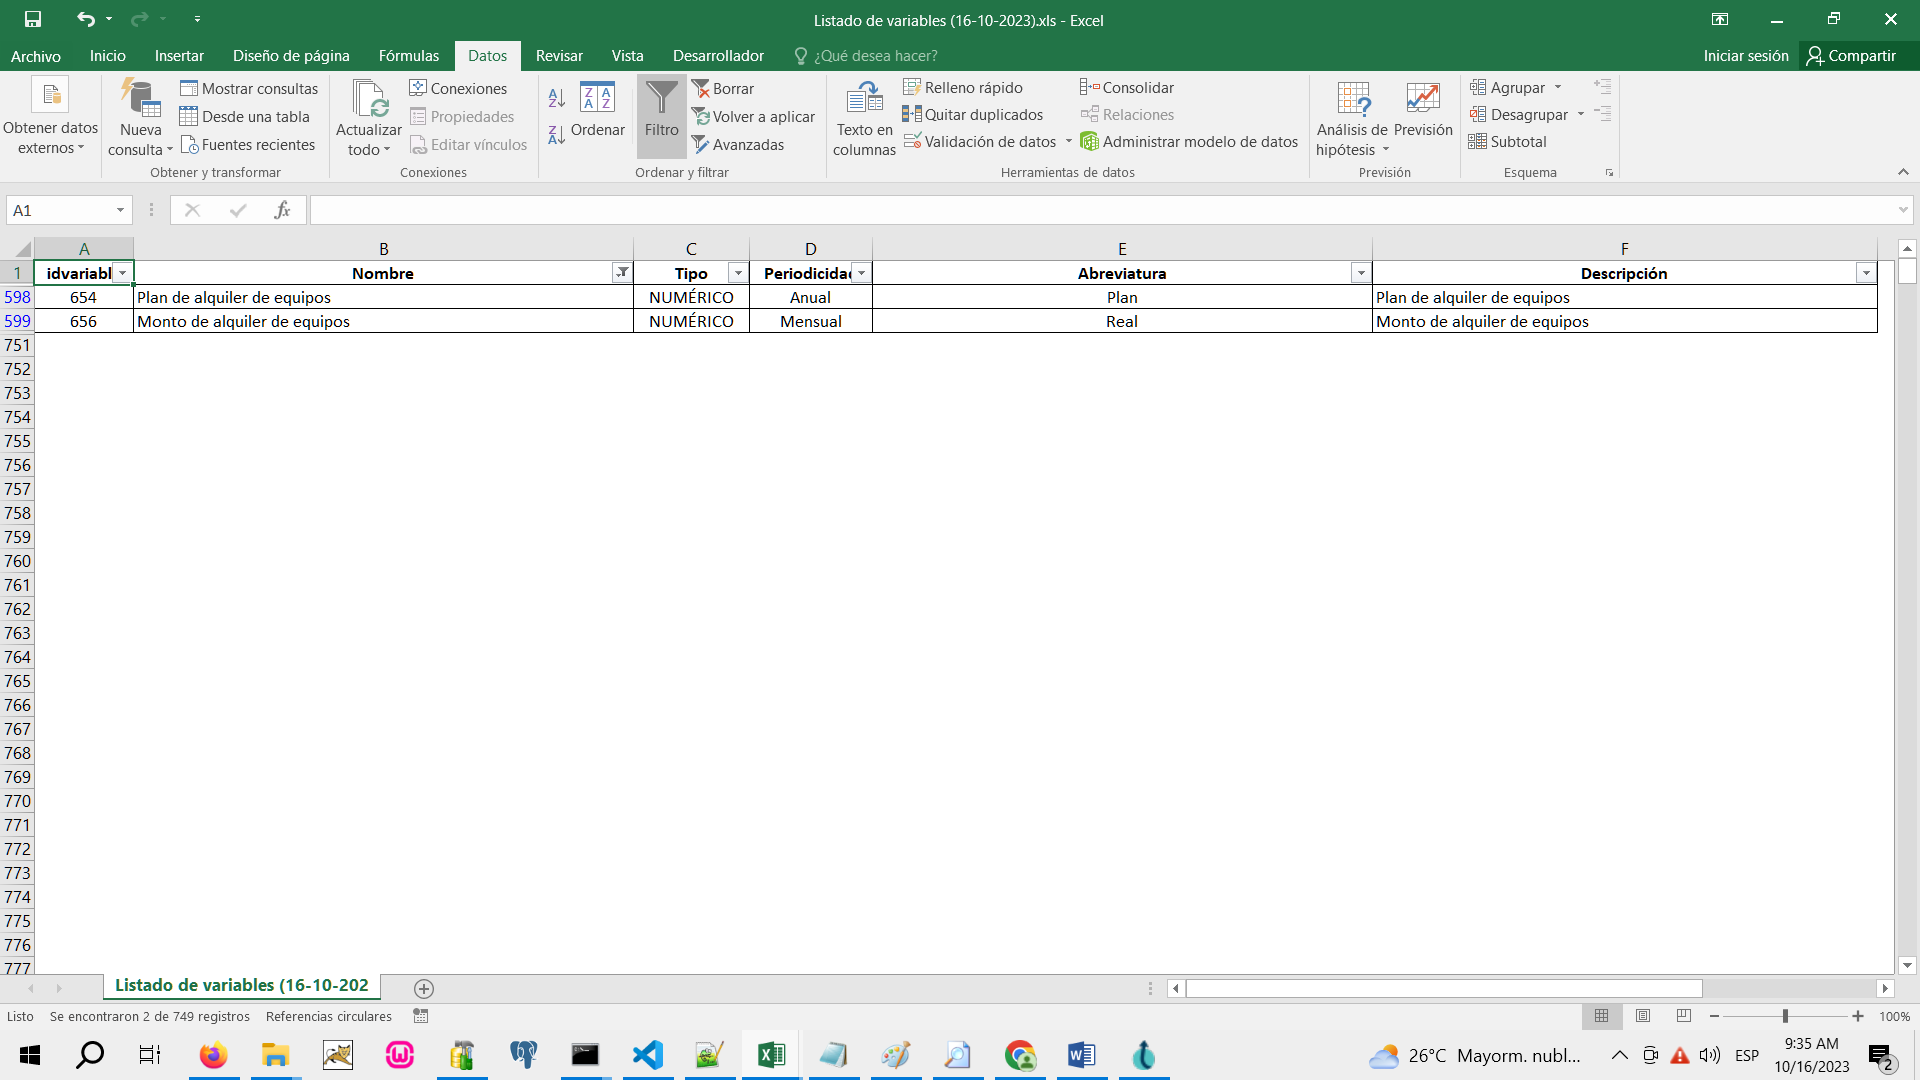 Listado de variables (16-10-2023).xls - Excel
Archivo Inicio Insertar Diseño de página Fórmulas Datos Revisar Vista Desarrollador ¿Qué desea hacer? Iniciar sesión Compartir
Obtener datos externos
Nueva consulta
Mostrar consultas
Desde una tabla
Fuentes recientes
Obtener y transformar
Actualizar todo
Conexiones
Propiedades
Editar vínculos
Conexiones
Ordenar
Filtro
Borrar
Volver a aplicar
Avanzadas
Ordenar y filtrar
Texto en columnas
Relleno rápido
Quitar duplicados
Validación de datos
Consolidar
Relaciones
Administrar modelo de datos
Herramientas de datos
Análisis de hipótesis
Previsión
Previsión
Agrupar
Desagrupar
Subtotal
Esquema
A1 fx
A B C D E F
1 idvariabl Nombre Tipo Periodicidad Abreviatura Descripción
598 654 Plan de alquiler de equipos NUMÉRICO Anual Plan Plan de alquiler de equipos
599 656 Monto de alquiler de equipos NUMÉRICO Mensual Real Monto de alquiler de equipos
751
752
753
754
755
756
757
758
759
760
761
762
763
764
765
766
767
768
769
770
771
772
773
774
775
776
777
Listado de variables (16-10-202
Listo Se encontraron 2 de 749 registros Referencias circulares 100%
26°C Mayorm. nubl... ESP 9:35 AM
10/16/2023 2